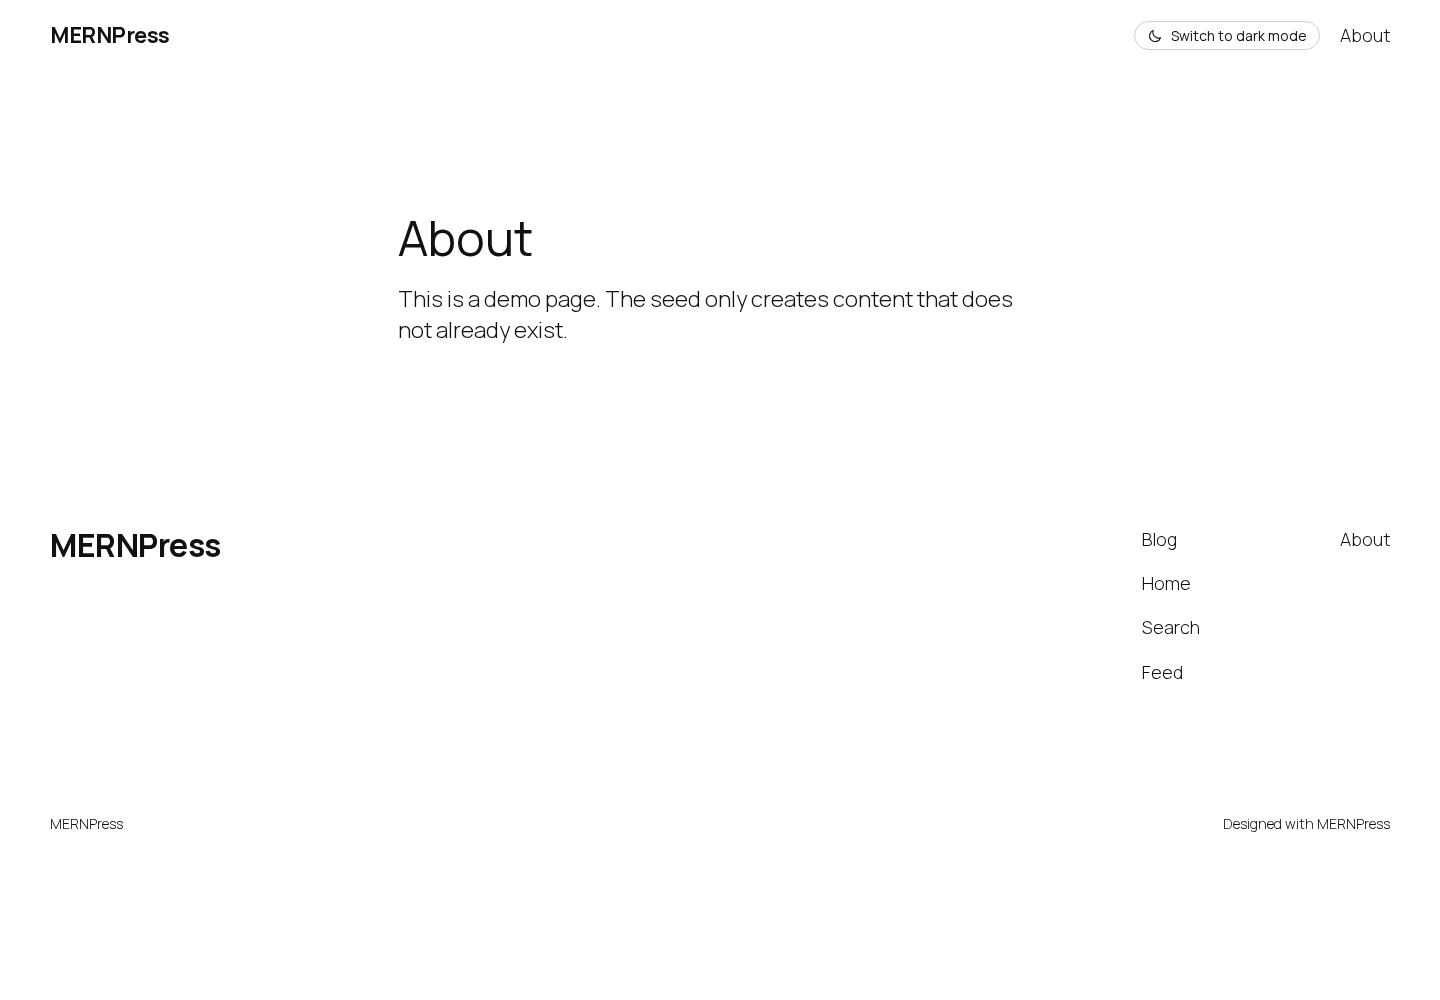 MERNPress
Switch to dark mode
About
About
This is a demo page. The seed only creates content that does
not already exist.
MERNPress
Blog
Home
Search
Feed
About
MERNPress
Designed with MERNPress